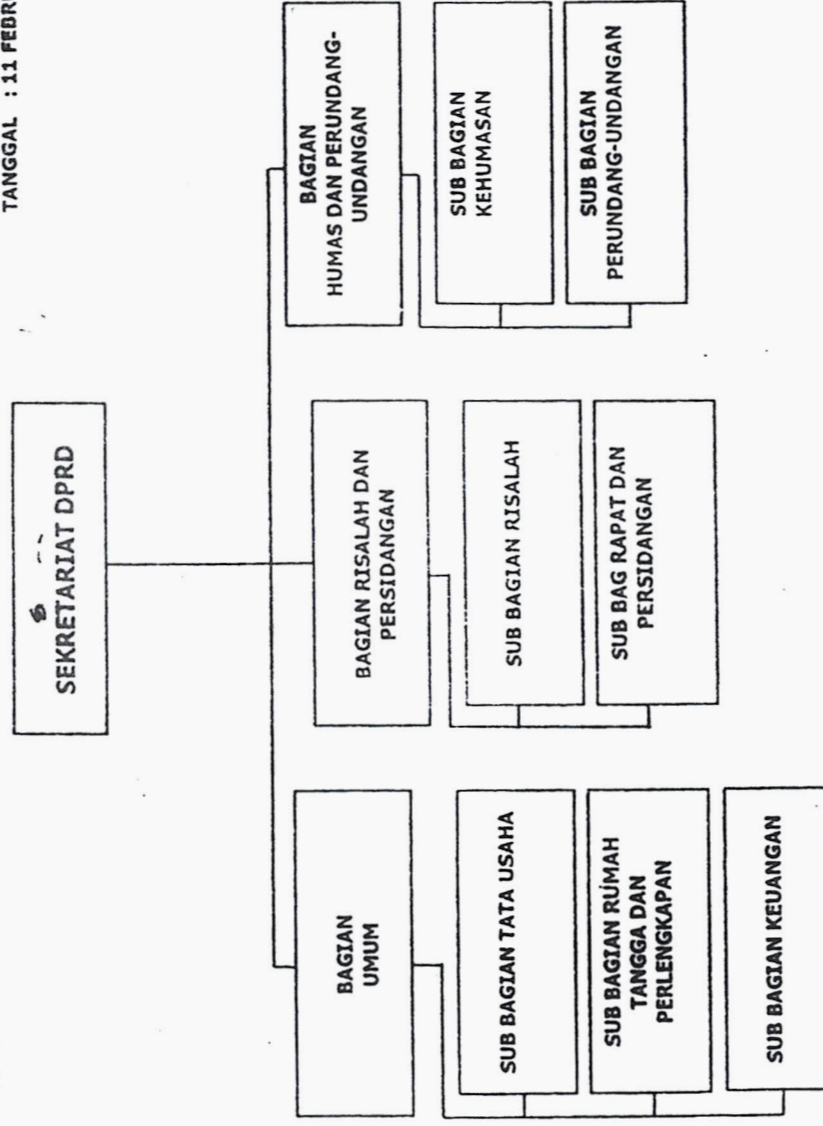 TANGGAL : 11 FEBR
SEKRETARIAT DPRD
BAGIAN
UMUM
SUB BAGIAN TATA USAHA
SUB BAGIAN RUMAH
TANGGA DAN
PERLENGKAPAN
SUB BAGIAN KEUANGAN
BAGIAN RISALAH DAN
PERSIDANGAN
SUB BAGIAN RISALAH
SUB BAG RAPAT DAN
PERSIDANGAN
BAGIAN
HUMAS DAN PERUNDANG-
UNDANGAN
SUB BAGIAN
KEHUMASAN
SUB BAGIAN
PERUNDANG-UNDANGAN